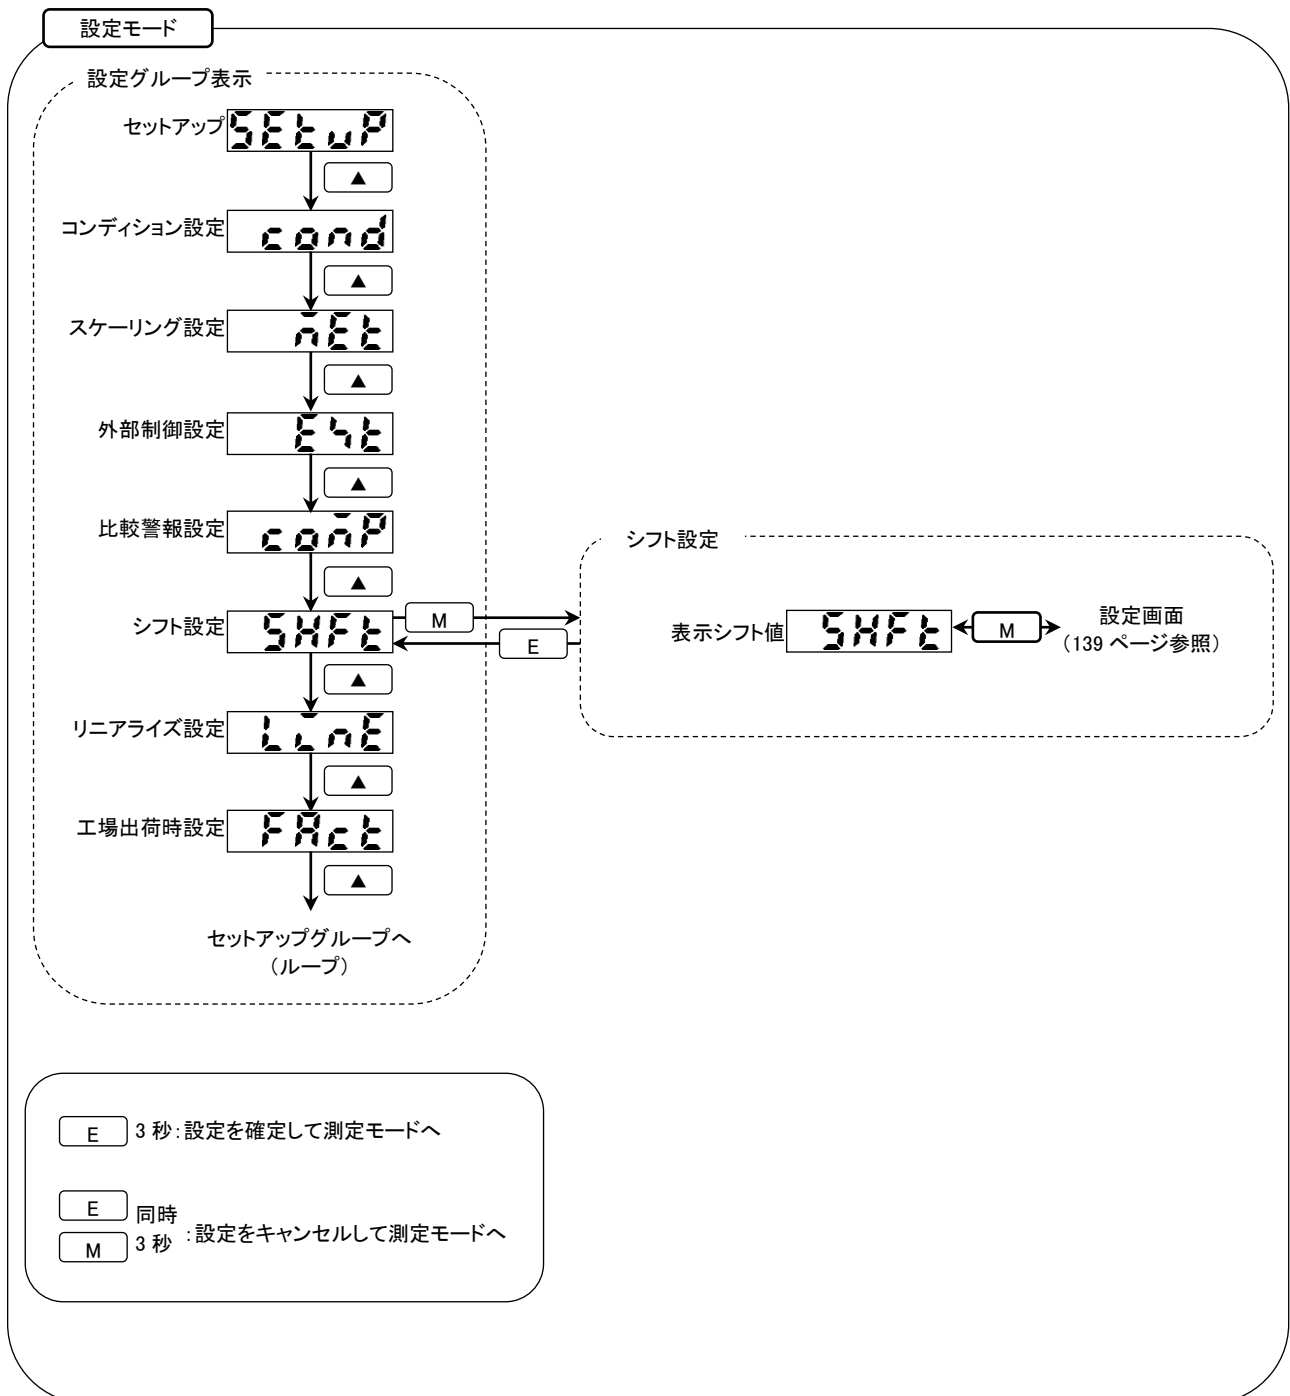 設定モード
設定グループ表示
セットアップ SEtuP
▲
コンディション設定 cond
▲
スケーリング設定 mEt
▲
外部制御設定 Ext
▲
比較警報設定 comP
▲
シフト設定 SHFt
M
E
▲
リニアライズ設定 LinE
▲
工場出荷時設定 FAct
▲
セットアップグループへ
(ループ)
シフト設定
表示シフト値 SHFt M 設定画面
(139 ページ参照)
E 3 秒:設定を確定して測定モードへ
E 同時
M 3 秒 :設定をキャンセルして測定モードへ